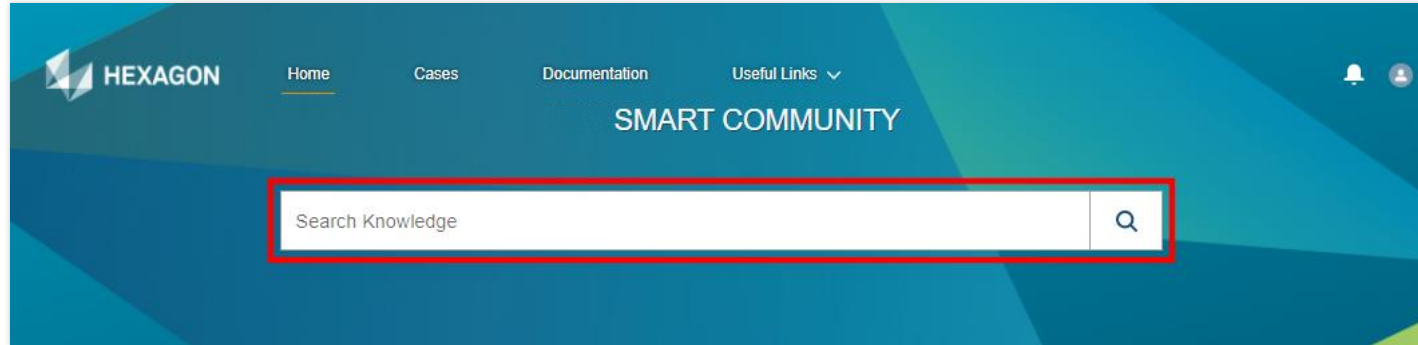 HEXAGON Home Cases Documentation Useful Links
SMART COMMUNITY
Search Knowledge